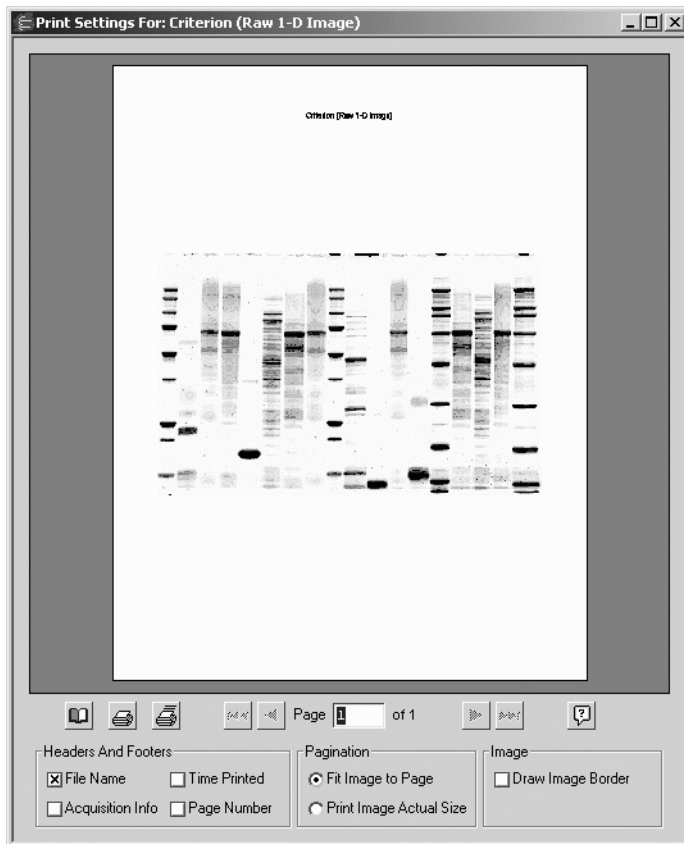 Print Settings For: Criterion (Raw 1-D Image)
Criterion [Raw 1-D Image]
Page 1 of 1
Headers And Footers
File Name
Time Printed
Acquisition Info
Page Number
Pagination
Fit Image to Page
Print Image Actual Size
Image
Draw Image Border